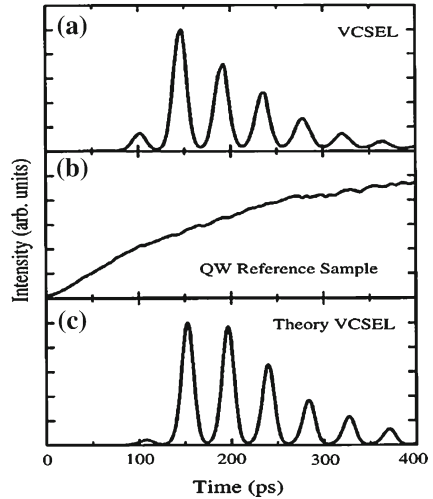 (a)
VCSEL
(b)
QW Reference Sample
(c)
Theory VCSEL
Intensity (arb. units)
0 100 200 300 400
Time (ps)